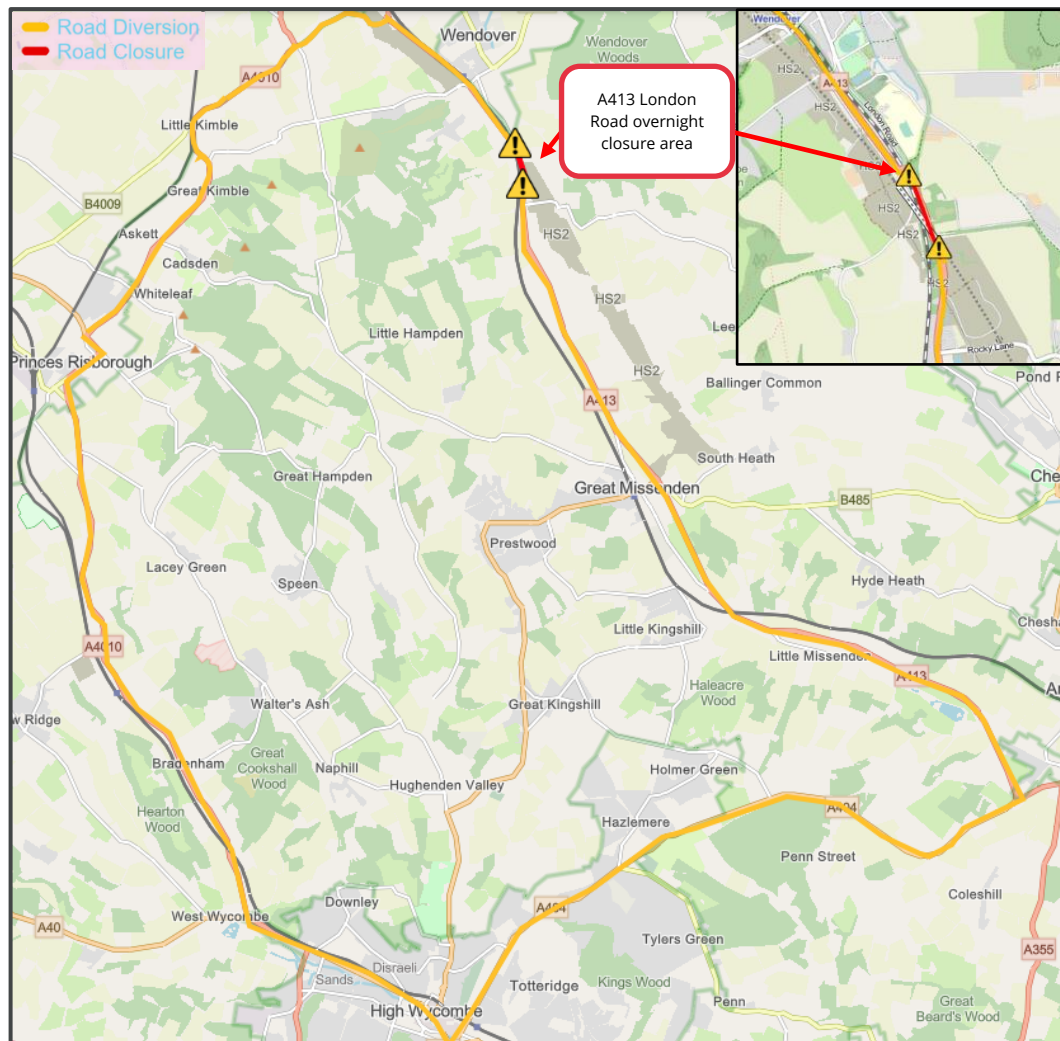 Road Diversion
Road Closure
A413 London
Road overnight
closure area
Wendover
Wendover
Woods
A4010
Little Kimble
Great Kimble
B4009
Askett
Cadsden
Whiteleaf
Princes Risborough
Little Hampden
HS2
HS2
HS2
Ballinger Common
A413
South Heath
Great Hampden
Great Missenden
B485
Prestwood
Lacey Green
Speen
Hyde Heath
Little Kingshill
A4010
Little Missenden
A413
Haleacre
Wood
Walter's Ash
Great Kingshill
Great
Cookshall
Wood
Bradenham
Naphill
Hughenden Valley
Holmer Green
Hearton
Wood
Hazlemere
A404
Penn Street
Coleshill
West Wycombe
Downley
A404
A40
Tylers Green
A355
Disraeli
Sands
Totteridge
Kings Wood
High Wycombe
Penn
Great
Beard's Wood
Wendover
HS2
A413
HS2
London Road
HS2
HS2
HS2
HS2
Rocky Lane